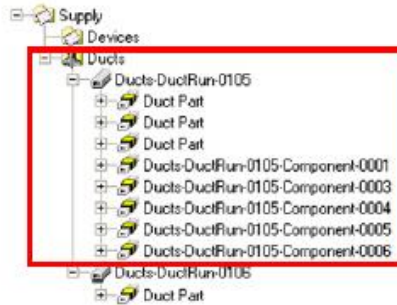 Supply
Devices
Ducts
Ducts-DuctRun-0105
Duct Part
Duct Part
Duct Part
Ducts-DuctRun-0105-Component-0001
Ducts-DuctRun-0105-Component-0003
Ducts-DuctRun-0105-Component-0004
Ducts-DuctRun-0105-Component-0005
Ducts-DuctRun-0105-Component-0006
Ducts-DuctRun-0106
Duct Part